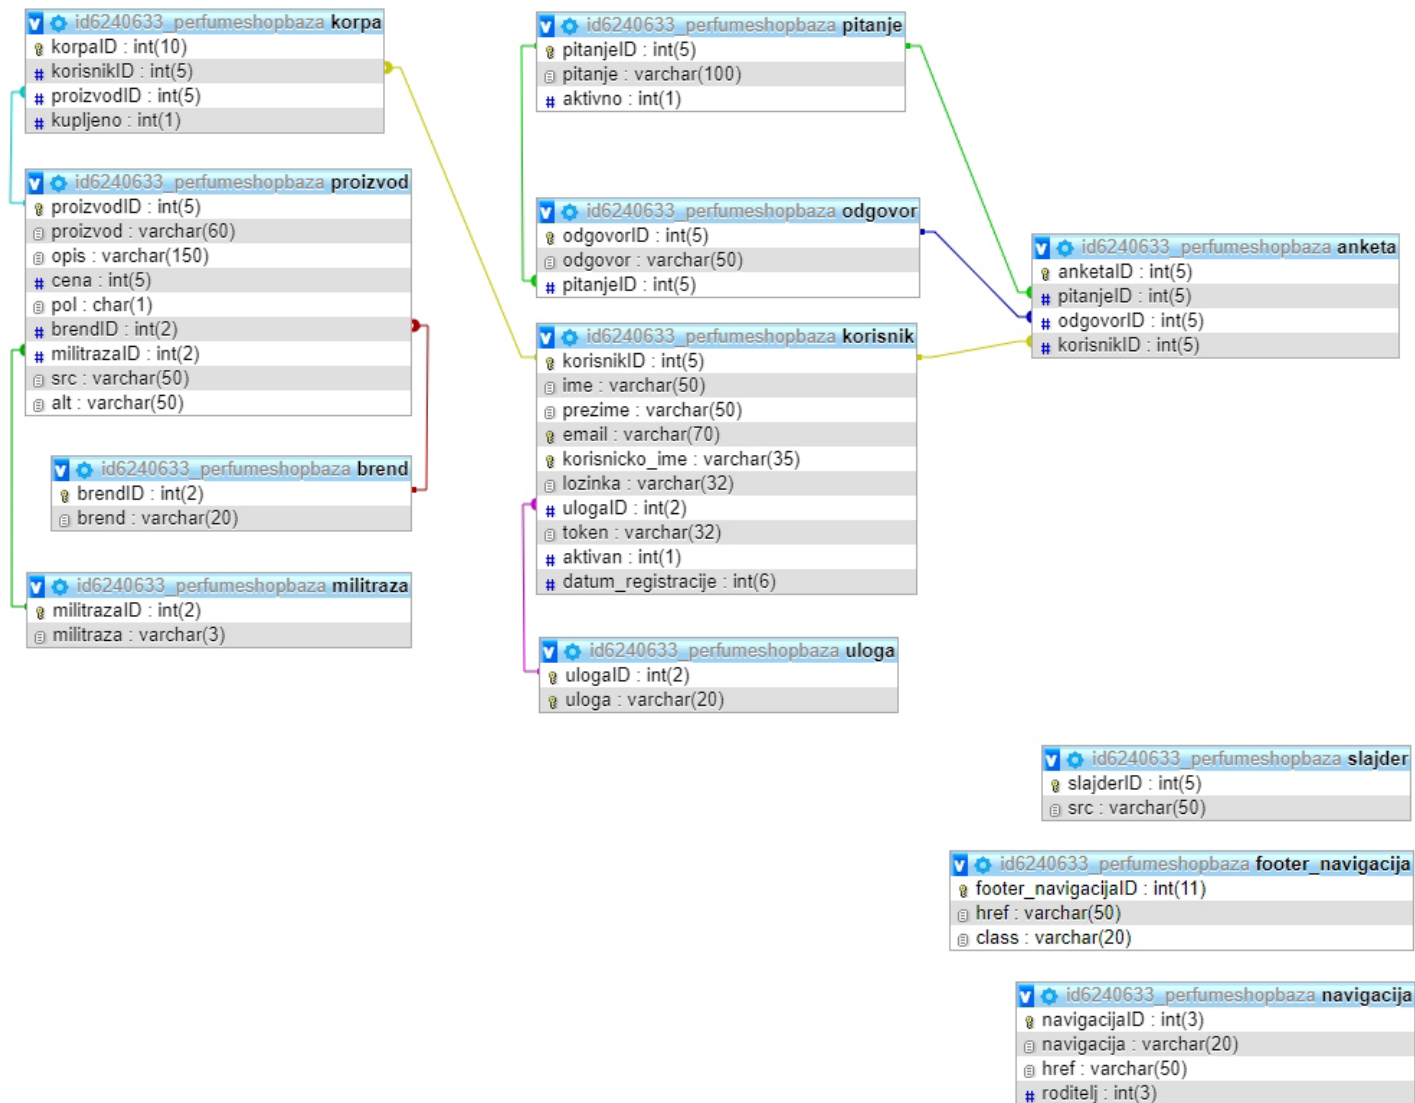 id6240633_perfumeshopbaza korpa
korpaID : int(10)
korisnikID : int(5)
proizvodID : int(5)
kupljeno : int(1)
id6240633_perfumeshopbaza proizvod
proizvodID : int(5)
proizvod : varchar(60)
opis : varchar(150)
cena : int(5)
pol : char(1)
brendID : int(2)
militrazaID : int(2)
src : varchar(50)
alt : varchar(50)
id6240633_perfumeshopbaza brend
brendID : int(2)
brend : varchar(20)
id6240633_perfumeshopbaza militraza
militrazaID : int(2)
militraza : varchar(3)
id6240633_perfumeshopbaza pitanje
pitanjeID : int(5)
pitanje : varchar(100)
aktivno : int(1)
id6240633_perfumeshopbaza odgovor
odgovorID : int(5)
odgovor : varchar(50)
pitanjeID : int(5)
id6240633_perfumeshopbaza korisnik
korisnikID : int(5)
ime : varchar(50)
prezime : varchar(50)
email : varchar(70)
korisnicko_ime : varchar(35)
lozinka : varchar(32)
ulogaID : int(2)
token : varchar(32)
aktivan : int(1)
datum_registracije : int(6)
id6240633_perfumeshopbaza uloga
ulogaID : int(2)
uloga : varchar(20)
id6240633_perfumeshopbaza anketa
anketaID : int(5)
pitanjeID : int(5)
odgovorID : int(5)
korisnikID : int(5)
id6240633_perfumeshopbaza slajder
slajderID : int(5)
src : varchar(50)
id6240633_perfumeshopbaza footer_navigacija
footer_navigacijaID : int(11)
href : varchar(50)
class : varchar(20)
id6240633_perfumeshopbaza navigacija
navigacijaID : int(3)
navigacija : varchar(20)
href : varchar(50)
roditelj : int(3)